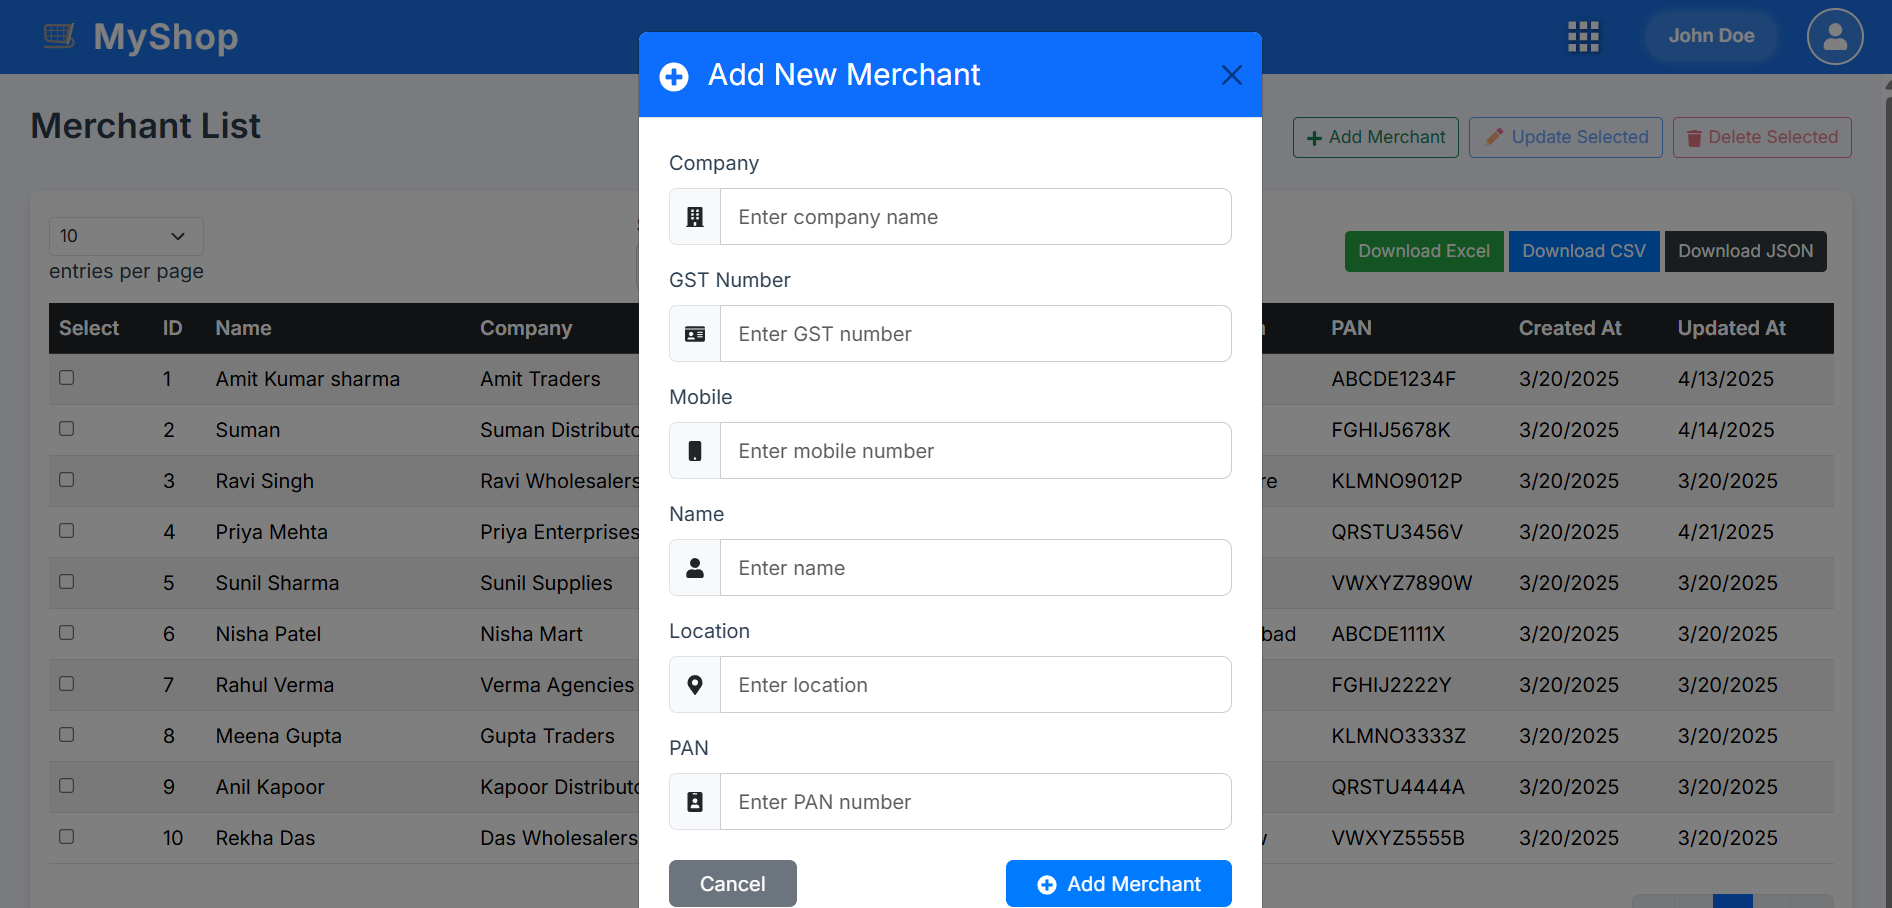 MyShop
John Doe
Add New Merchant
Merchant List
Add Merchant
Update Selected
Delete Selected
10
entries per page
Download Excel
Download CSV
Download JSON
Company
Enter company name
GST Number
Enter GST number
Mobile
Enter mobile number
Name
Enter name
Location
Enter location
PAN
Enter PAN number
Cancel
Add Merchant
Select ID Name Company PAN Created At Updated At
1 Amit Kumar sharma Amit Traders ABCDE1234F 3/20/2025 4/13/2025
2 Suman Suman Distributo FGHIJ5678K 3/20/2025 4/14/2025
3 Ravi Singh Ravi Wholesalers re KLMNO9012P 3/20/2025 3/20/2025
4 Priya Mehta Priya Enterprises QRSTU3456V 3/20/2025 4/21/2025
5 Sunil Sharma Sunil Supplies VWXYZ7890W 3/20/2025 3/20/2025
6 Nisha Patel Nisha Mart bad ABCDE1111X 3/20/2025 3/20/2025
7 Rahul Verma Verma Agencies FGHIJ2222Y 3/20/2025 3/20/2025
8 Meena Gupta Gupta Traders KLMNO3333Z 3/20/2025 3/20/2025
9 Anil Kapoor Kapoor Distributo QRSTU4444A 3/20/2025 3/20/2025
10 Rekha Das Das Wholesalers VWXYZ5555B 3/20/2025 3/20/2025